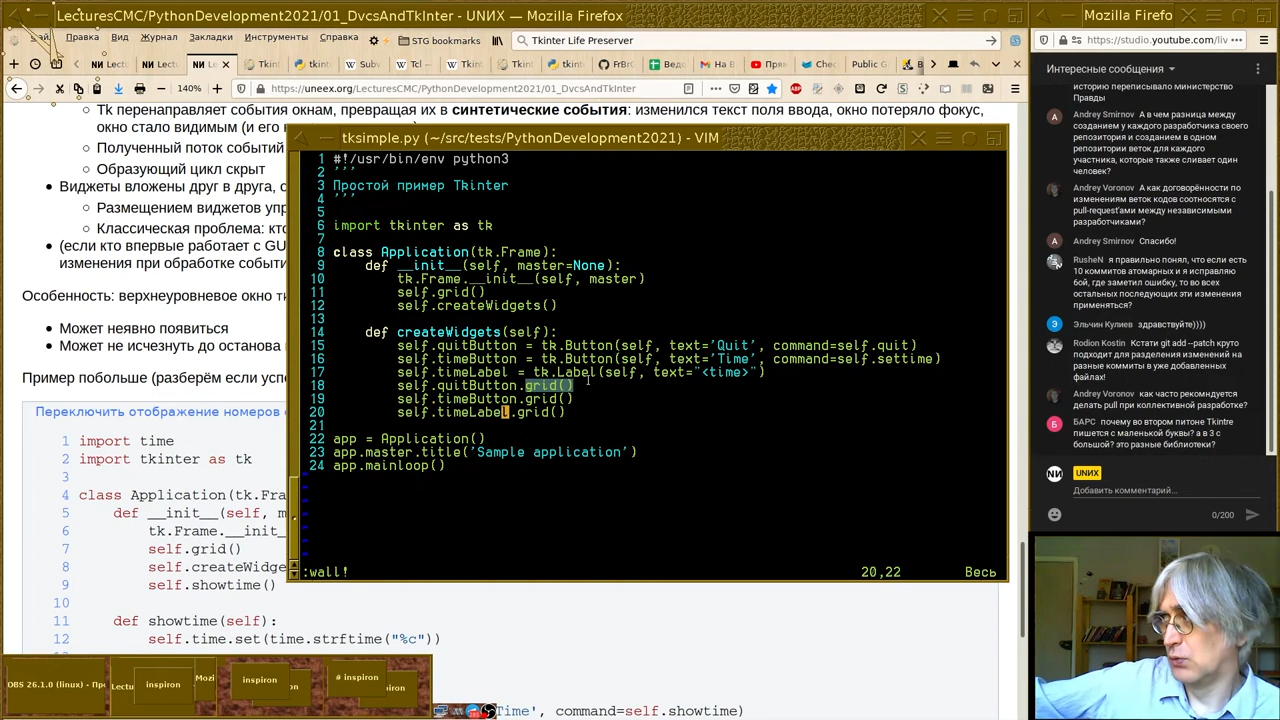 LecturesCMC/PythonDevelopment2021/01_DvcsAndTkInter - UNИX — Mozilla Firefox
Правка Вид Журнал Закладки Инструменты Справка
STG bookmarks
Tkinter Life Preserver
140%
https://uneex.org/LecturesCMC/PythonDevelopment2021/01_DvcsAndTkInter
Tk перенаправляет события окнам, превращая их в синтетические события: изменился текст поля ввода, окно потеряло фокус,
окно стало видимым (и его н
Полученный поток событий
Образующий цикл скрыт
Виджеты вложены друг в друга, с
Размещением виджетов упр
Классическая проблема: кто
(если кто впервые работает с GU
изменения при обработке событи
Особенность: верхнеуровневое окно tk
Может неявно появиться
Может не исчезнуть до останова
Пример побольше (разберём если успе
Переключить отображение номеров с
1 import time
2 import tkinter as tk
3
4 class Application(tk.Fra
5 def __init__(self, m
6 tk.Frame.__init_
7 self.grid()
8 self.createWidge
9 self.showtime()
10
11 def showtime(self):
12 self.time.set(time.strftime("%c"))
Time', command=self.showtime)
tksimple.py (~/src/tests/PythonDevelopment2021) - VIM
1 #!/usr/bin/env python3
2 '''
3 Простой пример Tkinter
4 '''
5
6 import tkinter as tk
7
8 class Application(tk.Frame):
9 def __init__(self, master=None):
10 tk.Frame.__init__(self, master)
11 self.grid()
12 self.createWidgets()
13
14 def createWidgets(self):
15 self.quitButton = tk.Button(self, text='Quit', command=self.quit)
16 self.timeButton = tk.Button(self, text='Time', command=self.settime)
17 self.timeLabel = tk.Label(self, text="<time>")
18 self.quitButton.grid()
19 self.timeButton.grid()
20 self.timeLabel.grid()
21
22 app = Application()
23 app.master.title('Sample application')
24 app.mainloop()
:wall! 20,22 Весь
DBS 26.1.0 (linux) - Пр
Lectu
inspiron
Mozi
inspiron
on
# inspiron
piron
Mozilla Firefo
https://studio.youtube.com/liv
Интересные сообщения
историю переписывало Министерство
Правды
Andrey Smirnov А в чем разница между
созданием у каждого разработчика своего
репозитория и созданием в одном
репозитории веток для каждого
участника, которые также сливает один
человек?
Andrey Voronov А как договорённости по
изменениям веток кодов соотносятся с
pull-request'ами между независимыми
разработчиками?
Andrey Smirnov Спасибо!
RusheN я правильно понял, что если есть
10 коммитов атомарных и я исправляю
6ой, где заметил ошибку, то во всех
остальных последующих эти изменения
применяться?
Эльчин Кулиев здравствуйте))))
Rodion Kostin Кстати git add --patch круто
подходит для разделения изменений на
разные коммиты в уже добавленных
файлах!
Andrey Voronov как часто рекомндуется
делать pull при коллективной разработке?
БАРС почему во втором питоне Tkintre
пишется с маленькой буквы? а в 3 с
большой? это разные библиотеки?
UNИX
Добавить комментарий...
0/200